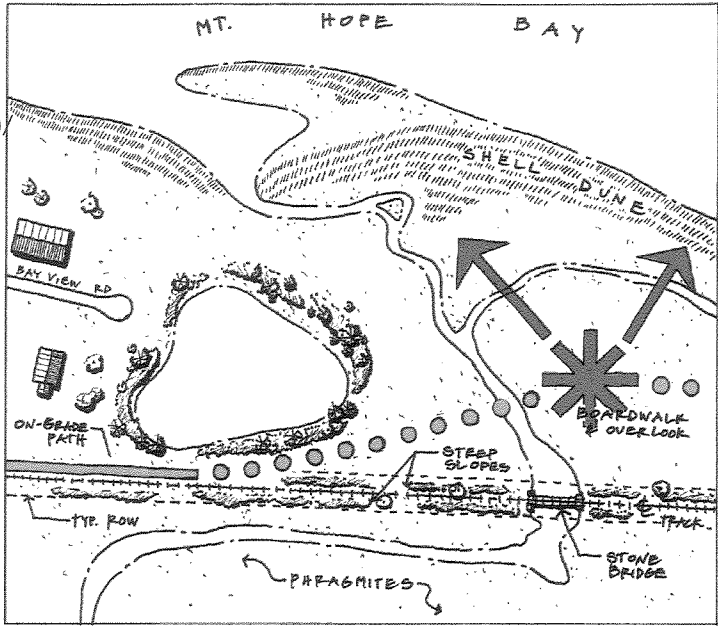 MT. HOPE BAY
SHELL DUNE
BAY VIEW RD
BOARDWALK
& OVERLOOK
ON-GRADE
PATH
STEEP
SLOPES
TYP. ROW
TRACK
STONE
BRIDGE
PHRAGMITES